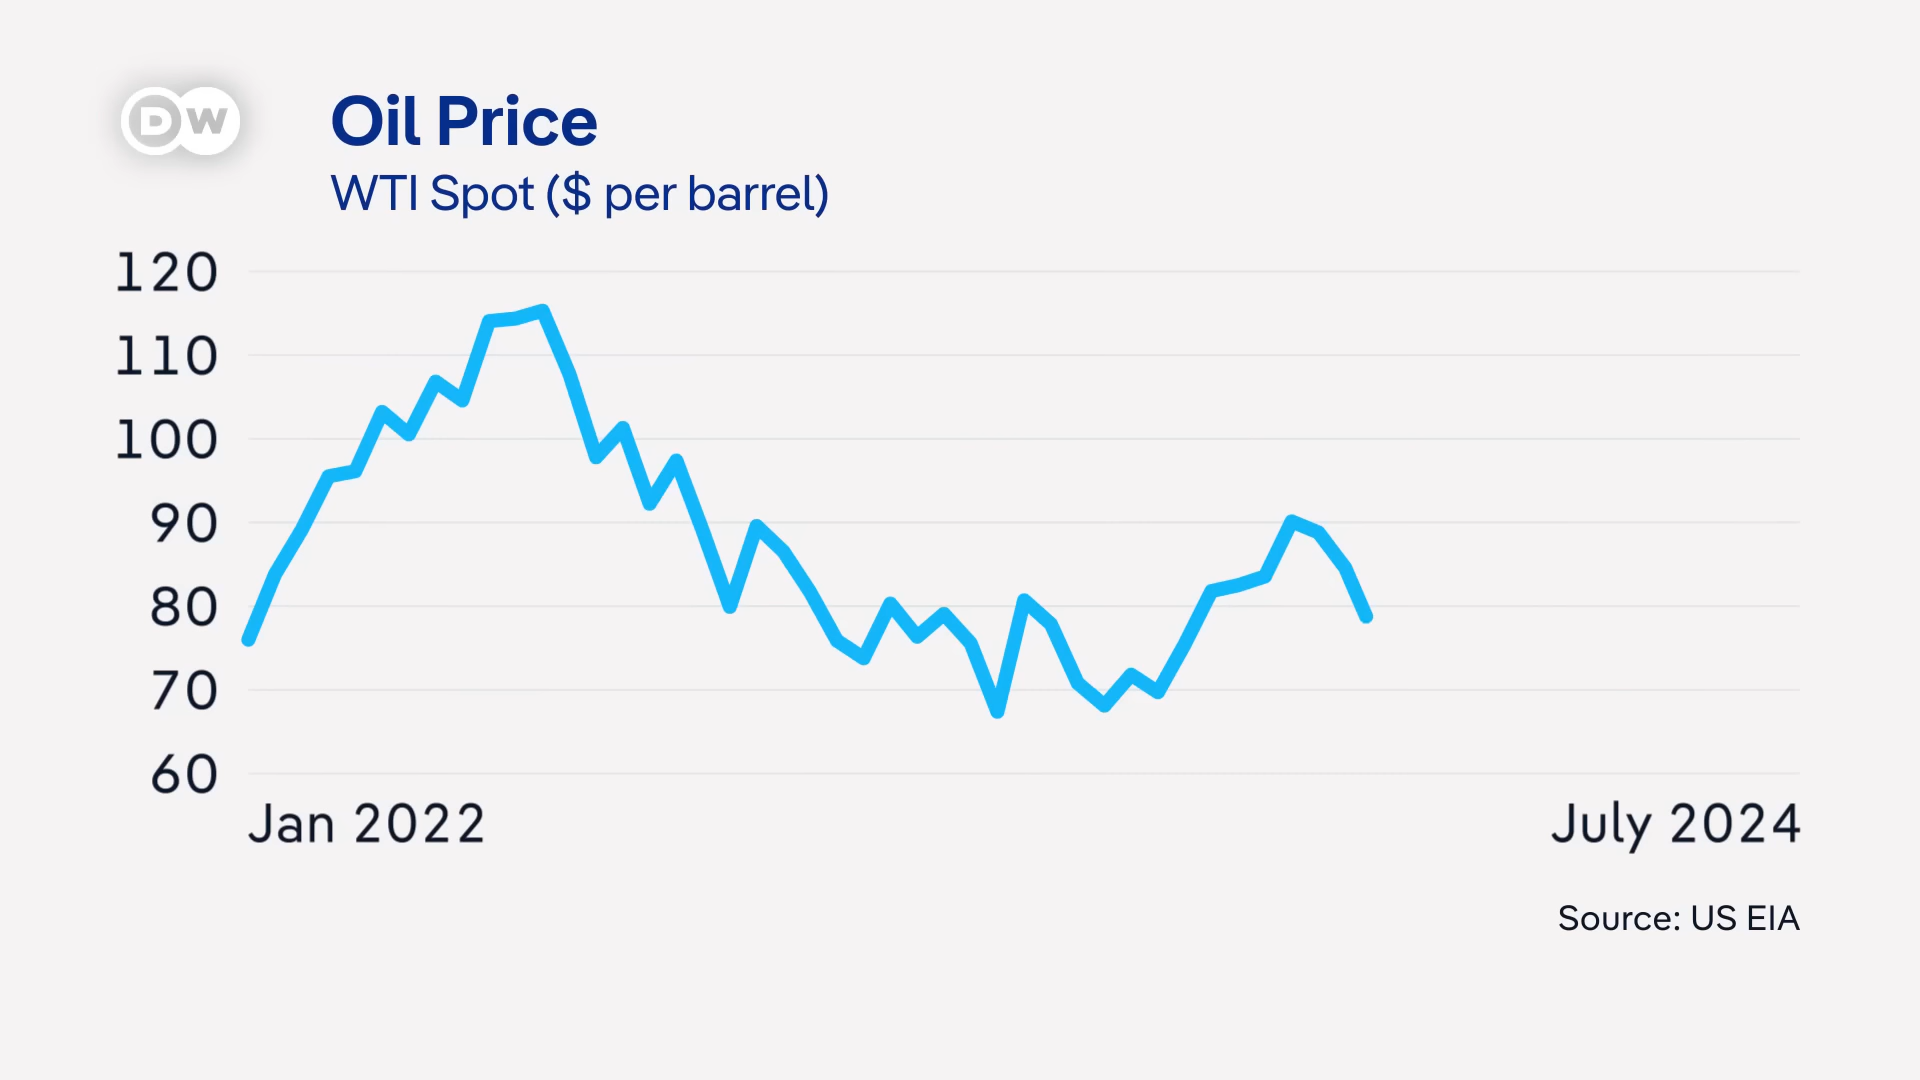 DW
Oil Price
WTI Spot ($ per barrel)
120
110
100
90
80
70
60
Jan 2022
July 2024
Source: US EIA